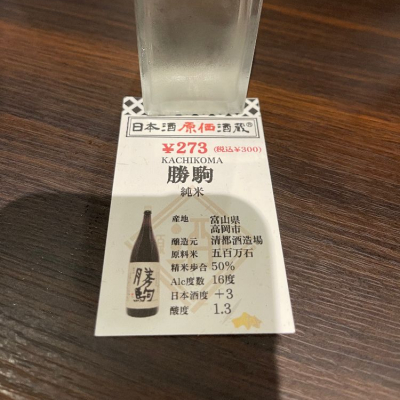 日本酒原価酒蔵®
¥273 (税込¥300)
KACHIKOMA
勝駒
純米
産地 富山県
高岡市
醸造元 清都酒造場
原料米 五百万石
精米歩合 50%
Alc度数 16度
日本酒度 +3
酸度 1.3
勝駒